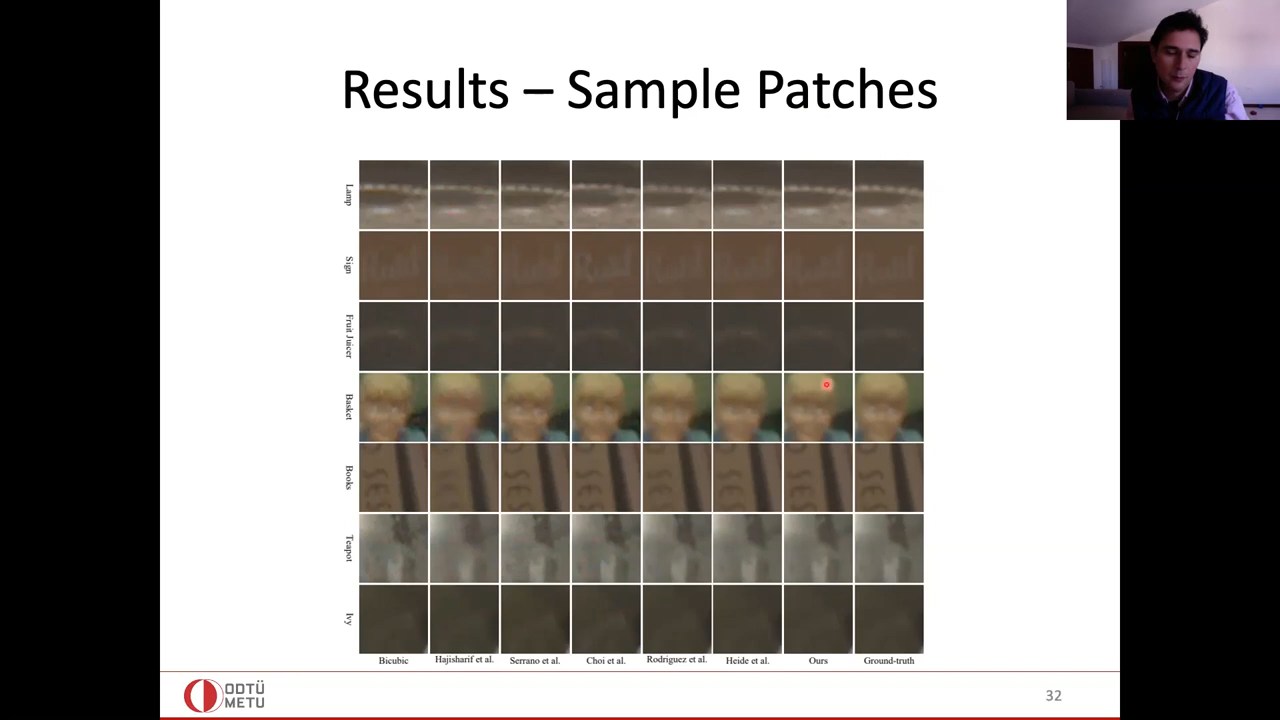 Results – Sample Patches
Lamp
Sign
Fruit Juicer
Basket
Books
Teapot
Ivy
Bicubic Hajisharif et al. Serrano et al. Choi et al. Rodriguez et al. Heide et al. Ours Ground-truth
ODTÜ
METU
32